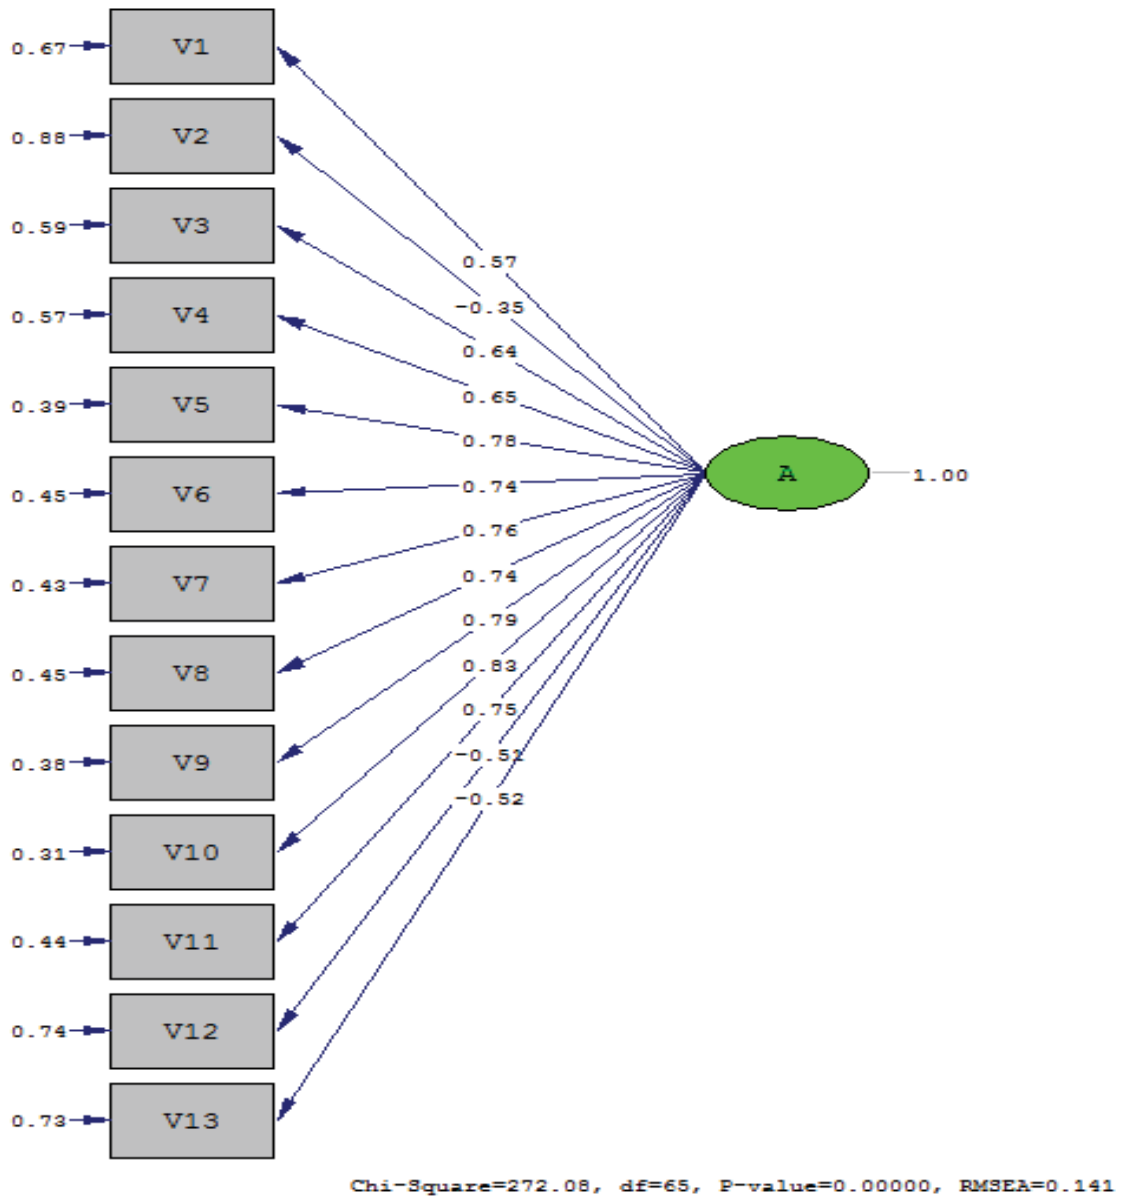 0.67 V1
0.88 V2
0.59 V3
0.57
0.57 V4
-0.35
0.64
0.65
0.39 V5
0.78
A 1.00
0.45 V6
0.74
0.76
0.43 V7
0.74
0.79
0.45 V8
0.83
0.75
0.38 V9
-0.51
-0.52
0.31 V10
0.44 V11
0.74 V12
0.73 V13
Chi-Square=272.08, df=65, P-value=0.00000, RMSEA=0.141